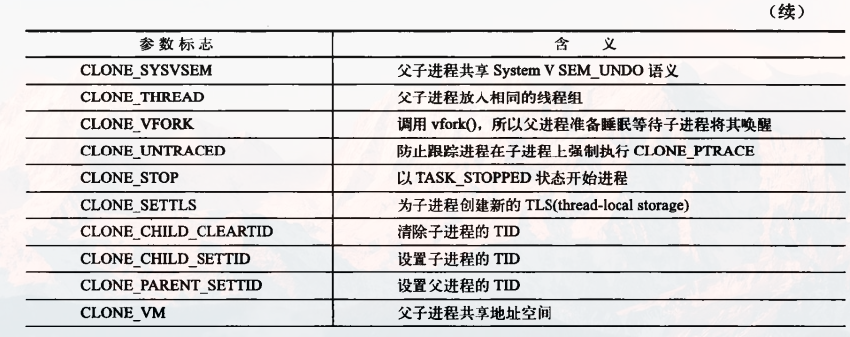 （续）
参数标志 含 义
CLONE_SYSVSEM 父子进程共享 System V SEM_UNDO 语义
CLONE_THREAD 父子进程放入相同的线程组
CLONE_VFORK 调用 vfork()，所以父进程准备睡眠等待子进程将其唤醒
CLONE_UNTRACED 防止跟踪进程在子进程上强制执行 CLONE_PTRACE
CLONE_STOP 以 TASK_STOPPED 状态开始进程
CLONE_SETTLS 为子进程创建新的 TLS(thread-local storage)
CLONE_CHILD_CLEARTID 清除子进程的 TID
CLONE_CHILD_SETTID 设置子进程的 TID
CLONE_PARENT_SETTID 设置父进程的 TID
CLONE_VM 父子进程共享地址空间